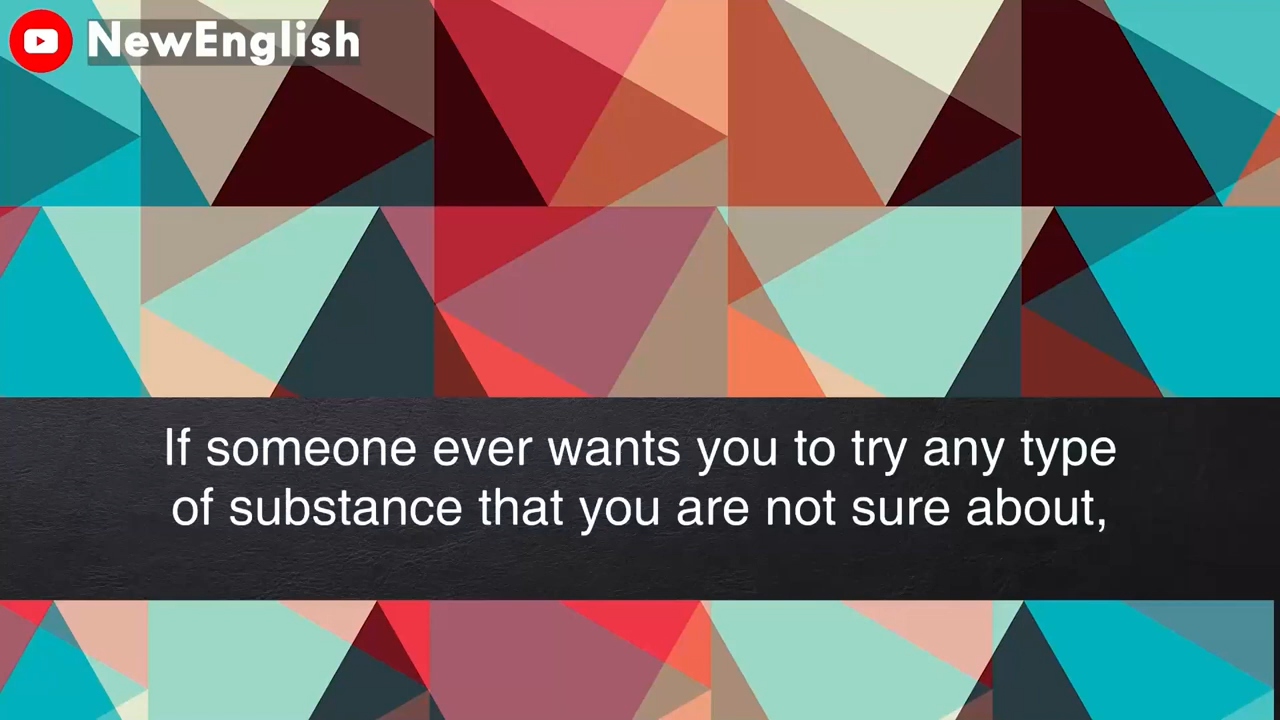 NewEnglish
If someone ever wants you to try any type
of substance that you are not sure about,